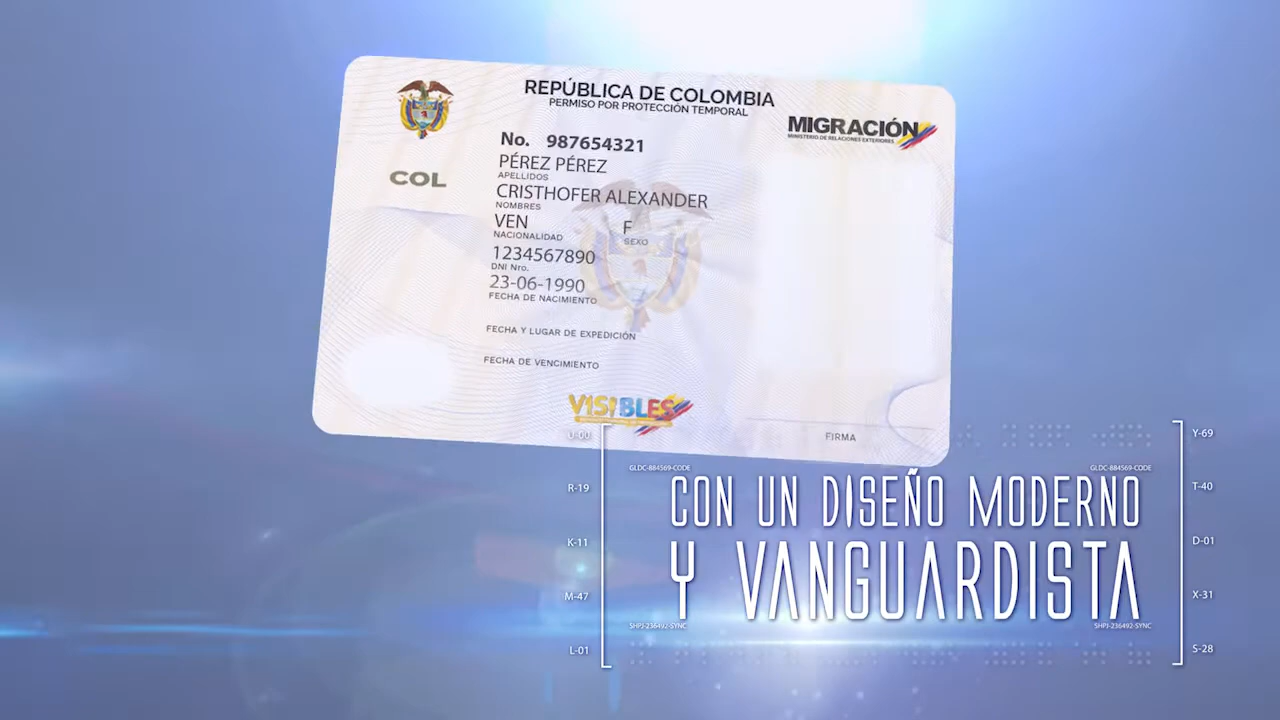 REPÚBLICA DE COLOMBIA
PERMISO POR PROTECCIÓN TEMPORAL
MIGRACIÓN
MINISTERIO DE RELACIONES EXTERIORES
COL
No. 987654321
PÉREZ PÉREZ
APELLIDOS
CRISTHOFER ALEXANDER
NOMBRES
VEN F
NACIONALIDAD SEXO
1234567890
DNI Nro.
23-06-1990
FECHA DE NACIMIENTO
FECHA Y LUGAR DE EXPEDICIÓN
FECHA DE VENCIMIENTO
VISIBLES
FIRMA
U-00 Y-69
GLDC-884569-CODE GLDC-884569-CODE
R-19 T-40
CON UN DISEÑO MODERNO
K-11 D-01
Y VANGUARDISTA
M-47 X-31
SHPJ-236492-SYNC SHPJ-236492-SYNC
L-01 S-28